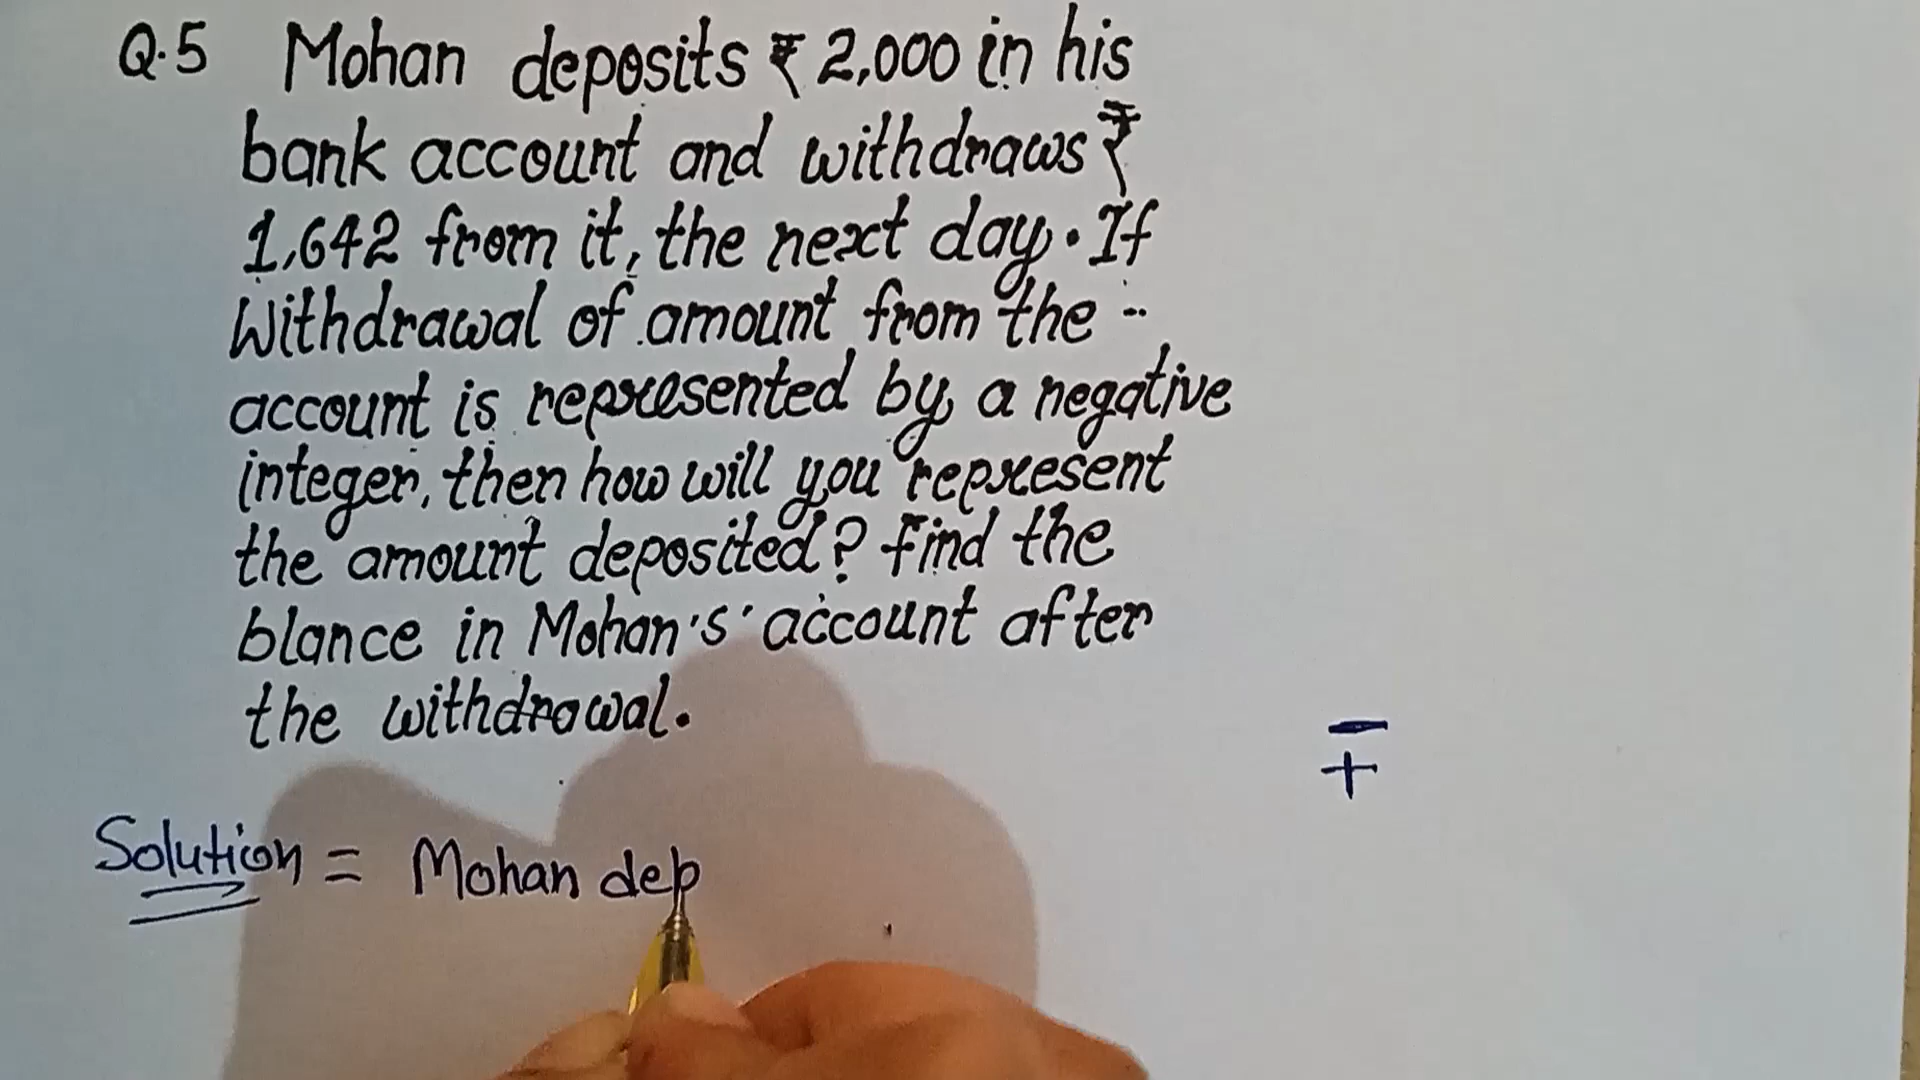 Q.5 Mohan deposits ₹ 2,000 in his
bank account and withdraws ₹
1,642 from it, the next day. If
Withdrawal of amount from the --
account is represented by a negative
integer, then how will you represent
the amount deposited? find the
blance in Mohan's account after
the withdrawal.
−
+
Solution = Mohan dep